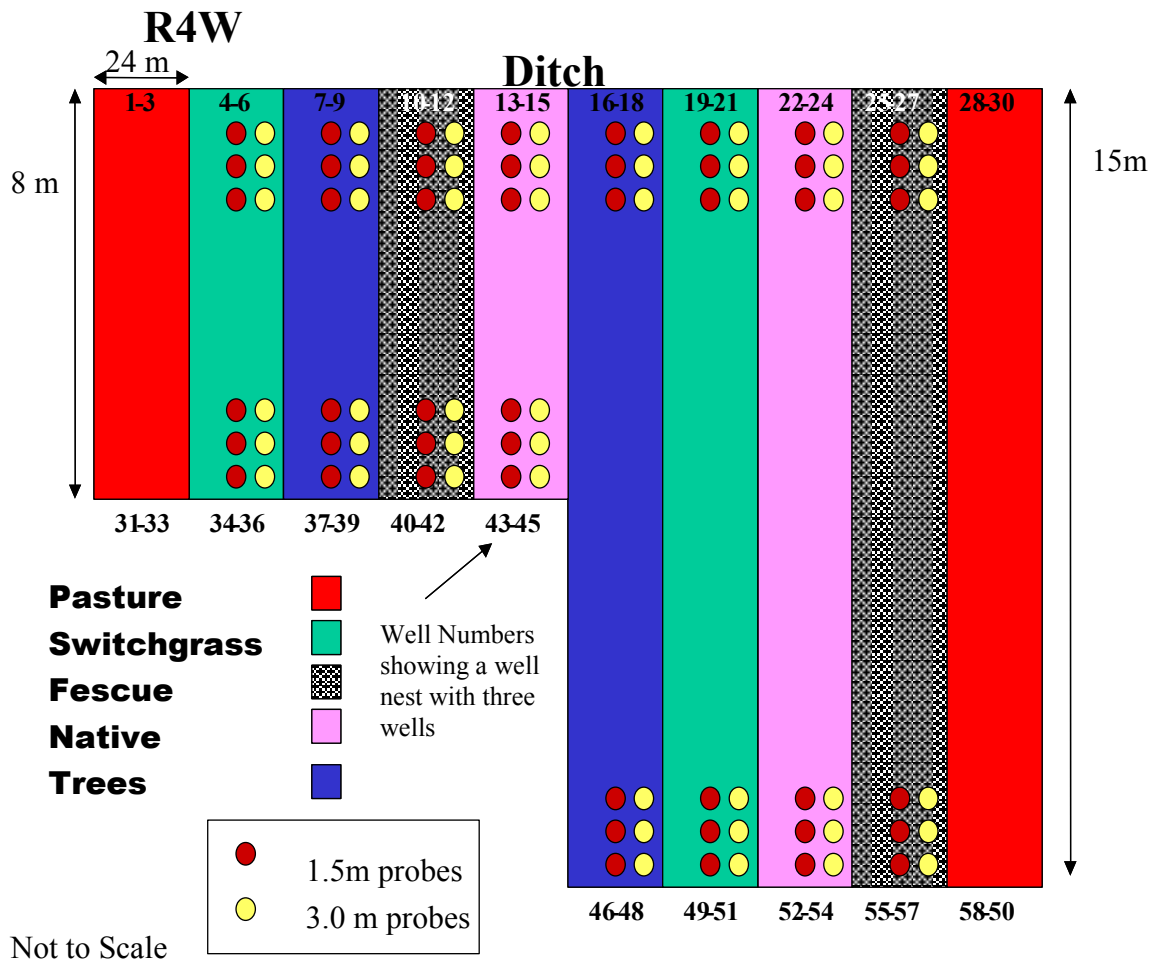 R4W
24 m
Ditch
1-3 4-6 7-9 10-12 13-15 16-18 19-21 22-24 25-27 28-30
8 m
15m
31-33 34-36 37-39 40-42 43-45
Pasture
Switchgrass
Fescue
Native
Trees
Well Numbers
showing a well
nest with three
wells
1.5m probes
3.0 m probes
46-48 49-51 52-54 55-57 58-50
Not to Scale